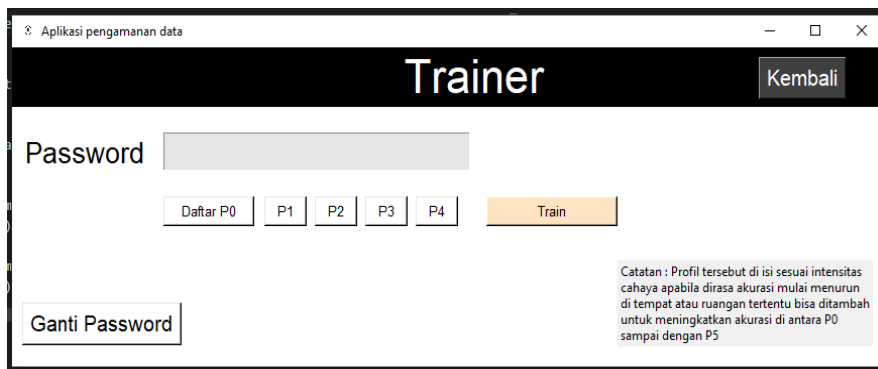 Aplikasi pengamanan data
Trainer
Kembali
Password
Daftar P0 P1 P2 P3 P4 Train
Catatan : Profil tersebut di isi sesuai intensitas
cahaya apabila dirasa akurasi mulai menurun
di tempat atau ruangan tertentu bisa ditambah
untuk meningkatkan akurasi di antara P0
sampai dengan P5
Ganti Password